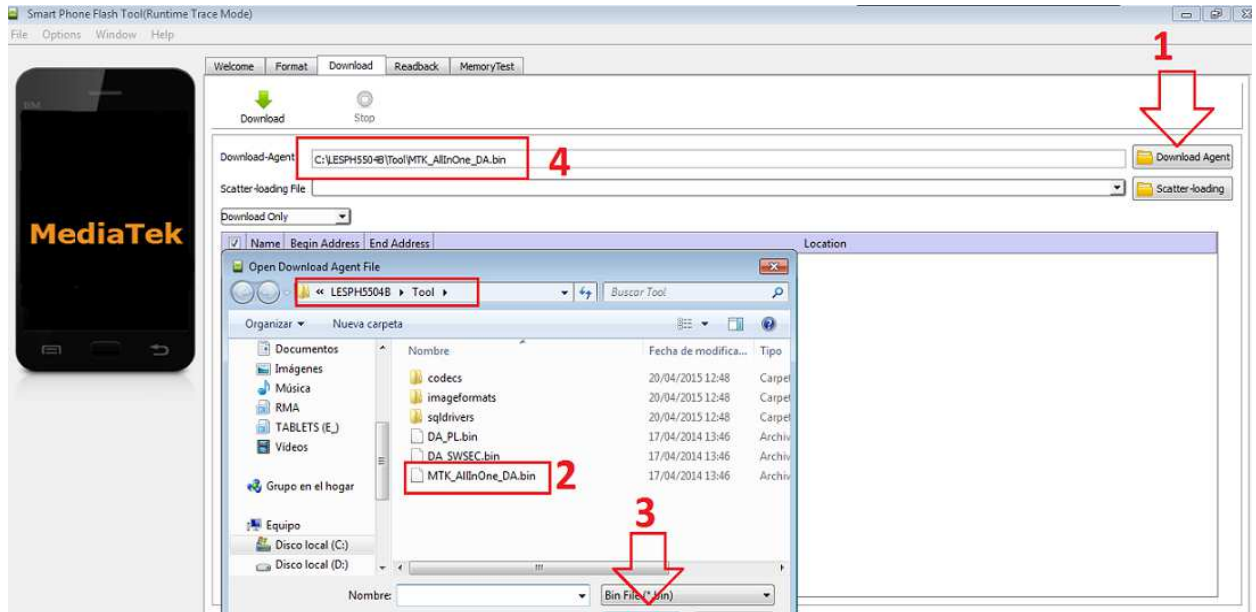 Smart Phone Flash Tool(Runtime Trace Mode)
File Options Window Help
1
Welcome Format Download Readback MemoryTest
Download Stop
Download-Agent C:\LESPH5504B\Tool\MTK_AllInOne_DA.bin 4 Download Agent
Scatter-loading File Scatter-loading
Download Only
MediaTek
Name Begin Address End Address Location
Open Download Agent File
« LESPH5504B Tool Buscar Tool
Organizar Nueva carpeta
Documentos Nombre Fecha de modifica... Tipo
Imágenes
Música codecs 20/04/2015 12:48 Carpet
RMA imageformats 20/04/2015 12:48 Carpet
TABLETS (E_) sqldrivers 20/04/2015 12:48 Carpet
Vídeos DA_PL.bin 17/04/2014 13:46 Archiv
DA_SWSEC.bin 17/04/2014 13:46 Archiv
Grupo en el hogar MTK_AllInOne_DA.bin 2 17/04/2014 13:46 Archiv
3
Equipo
Disco local (C:)
Disco local (D:)
Nombre: Bin File (*.bin)